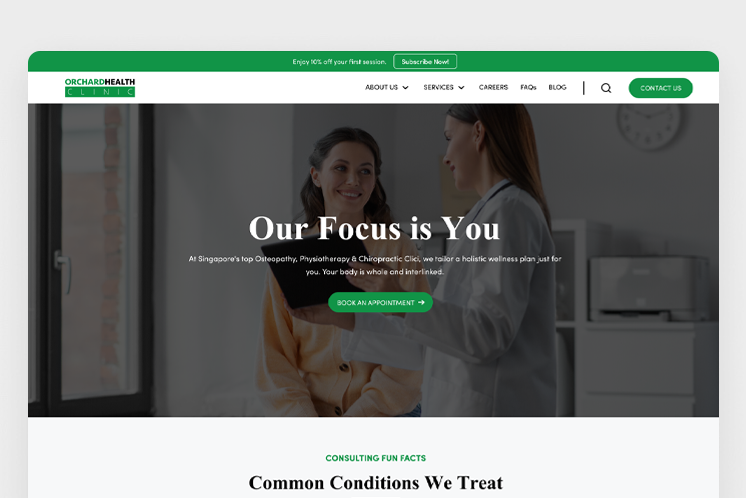 Enjoy 10% off your first session. Subscribe Now!
ORCHARDHEALTH
CLINIC
ABOUT US SERVICES CAREERS FAQs BLOG CONTACT US
Our Focus is You
At Singapore's top Osteopathy, Physiotherapy & Chiropractic Clici, we tailor a holistic wellness plan just for
you. Your body is whole and interlinked.
BOOK AN APPOINTMENT →
CONSULTING FUN FACTS
Common Conditions We Treat